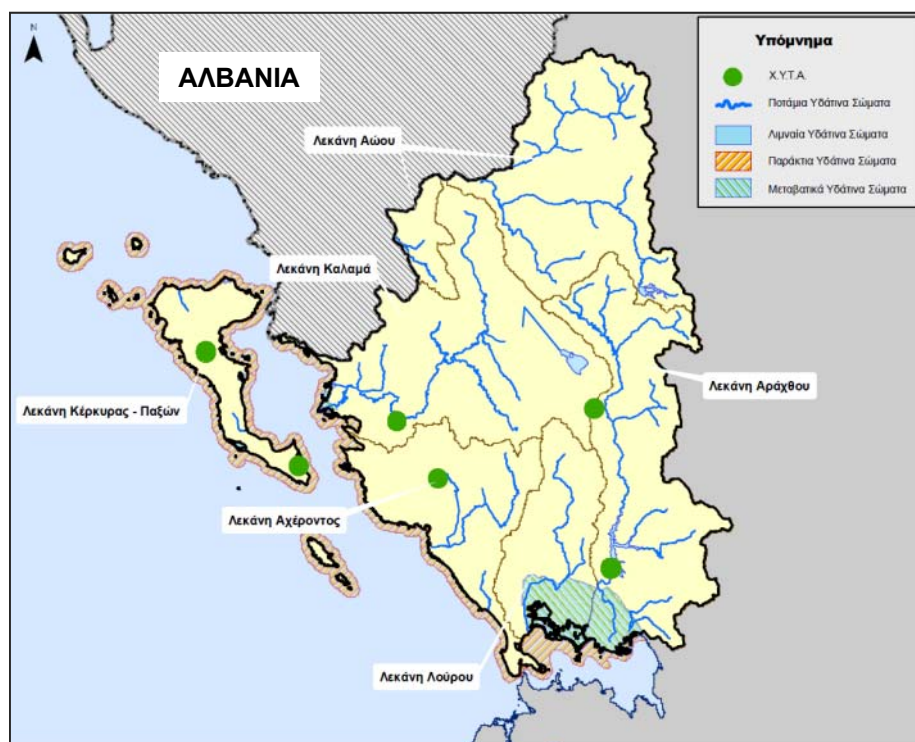 N
ΑΛΒΑΝΙΑ
Υπόμνημα
Χ.Υ.Τ.Α.
Ποτάμια Υδάτινα Σώματα
Λιμναία Υδάτινα Σώματα
Παράκτια Υδάτινα Σώματα
Μεταβατικά Υδάτινα Σώματα
Λεκάνη Αώου
Λεκάνη Καλαμά
Λεκάνη Αράχθου
Λεκάνη Κέρκυρας - Παξών
Λεκάνη Αχέροντος
Λεκάνη Λούρου